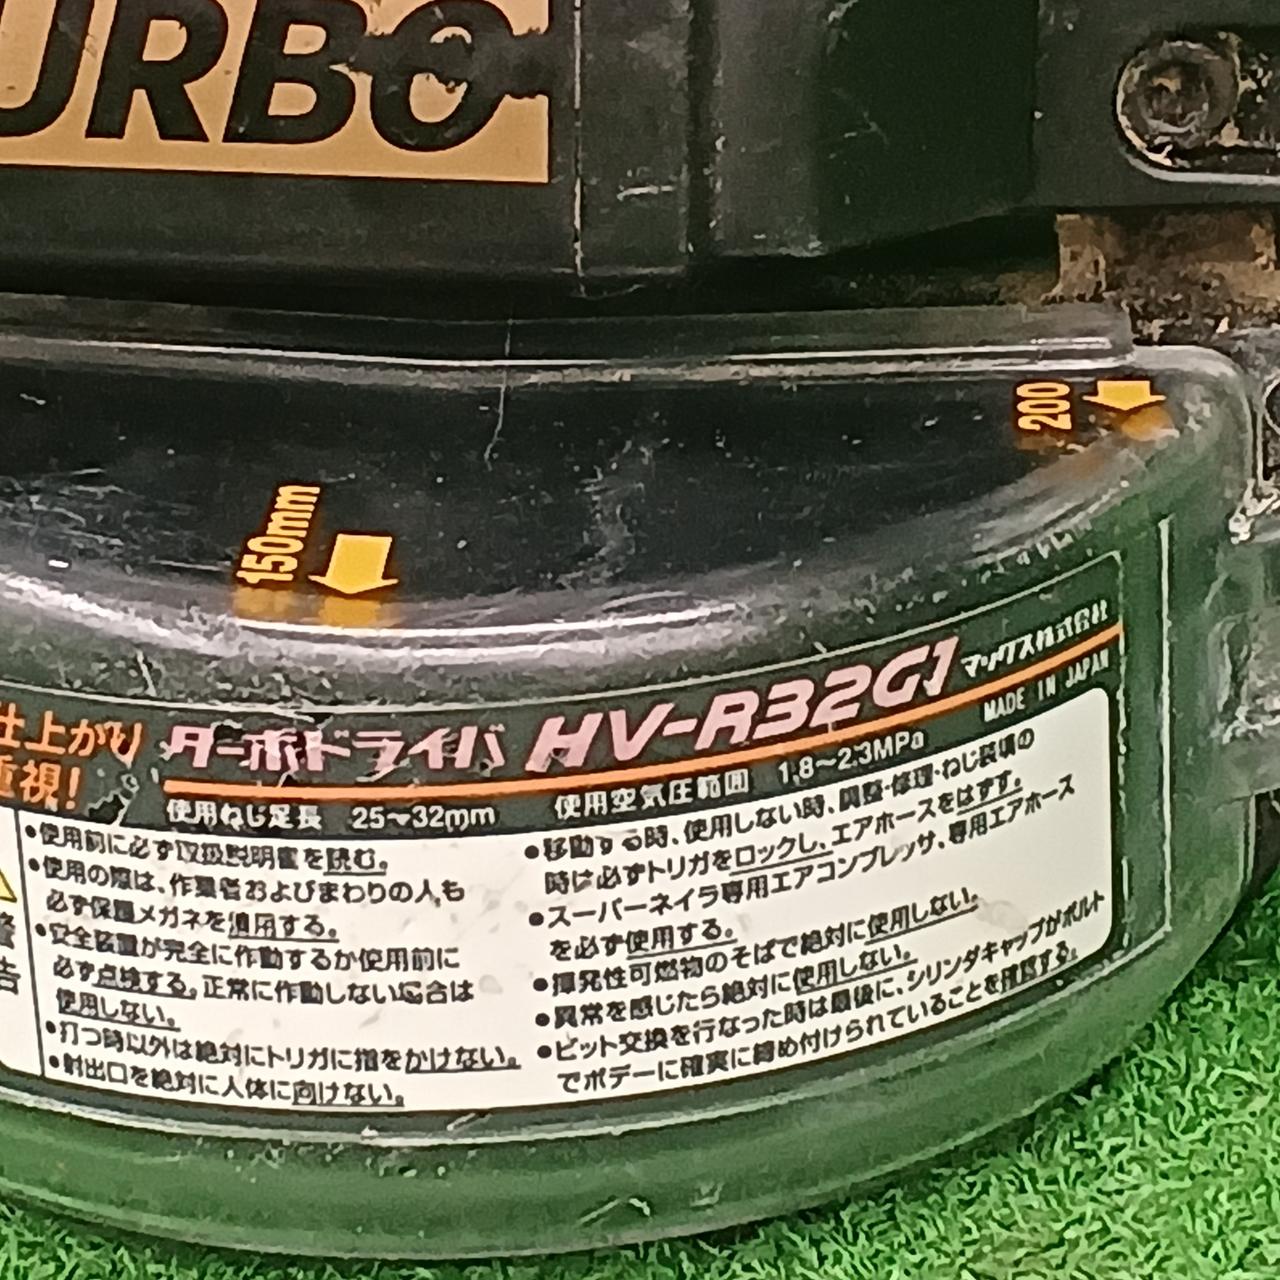 URBO
200
150mm
仕上がり
重視!
ターボドライバ HV-R32G1 マックス株式会社
MADE IN JAPAN
使用ねじ足長 25～32mm 使用空気圧範囲 1.8～2.3MPa
警
告
●使用前に必ず取扱説明書を読む。
●使用の際は、作業者およびまわりの人も
必ず保護メガネを着用する。
●安全装置が完全に作動するか使用前に
必ず点検する。正常に作動しない場合は
使用しない。
●打つ時以外は絶対にトリガに指をかけない。
●射出口を絶対に人体に向けない。
●移動する時、使用しない時、調整・修理・ねじ装填の
時は必ずトリガをロックし、エアホースをはずす。
●スーパーネイラ専用エアコンプレッサ、専用エアホース
を必ず使用する。
●揮発性可燃物のそばで絶対に使用しない。
●異常を感じたら絶対に使用しない。
●ビット交換を行なった時は最後に、シリンダキャップがボルト
でボデーに確実に締め付けられていることを確認する。